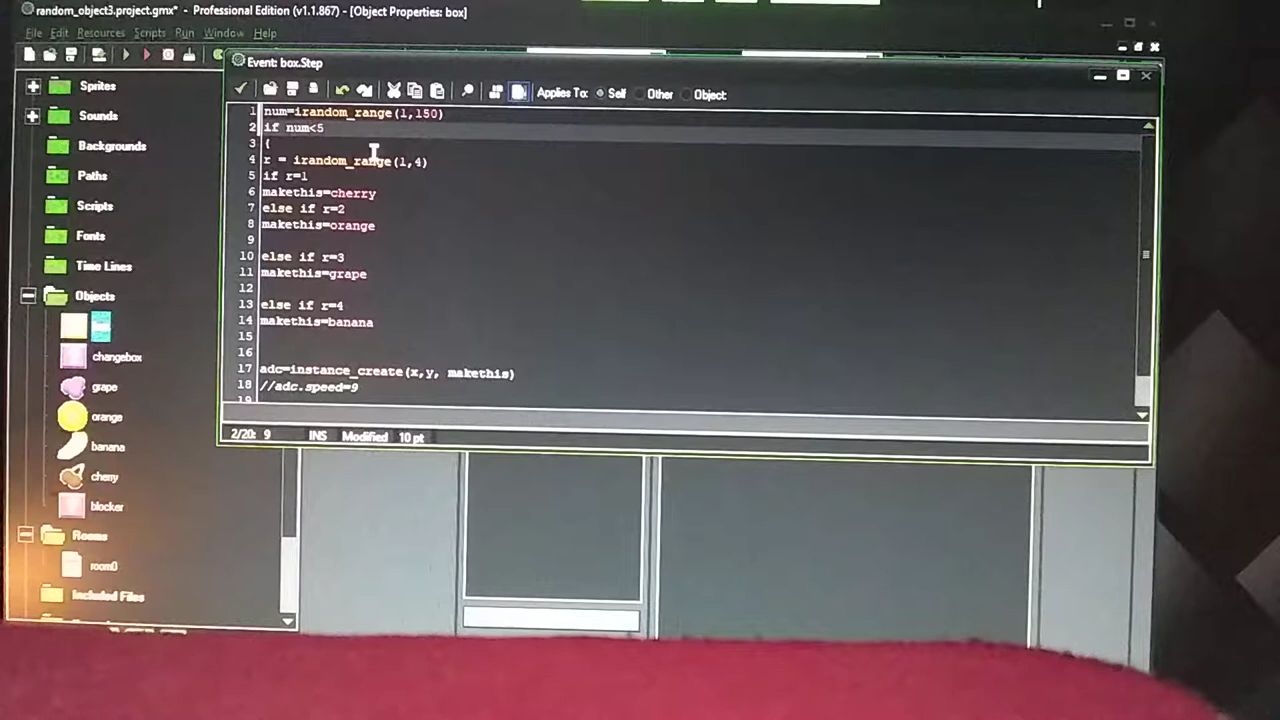 random_object3.project.gmx* - Professional Edition (v1.1.867) - [Object Properties: box]
File Edit Resources Scripts Run Window Help
Event: box.Step
Applies To: Self Other Object:
Sprites
Sounds
Backgrounds
Paths
Scripts
Fonts
Time Lines
Objects
changebox
grape
orange
banana
cherry
blocker
Rooms
room0
Included Files
1 num=irandom_range(1,150)
2 if num<5
3 {
4 r = irandom_range(1,4)
5 if r=1
6 makethis=cherry
7 else if r=2
8 makethis=orange
9
10 else if r=3
11 makethis=grape
12
13 else if r=4
14 makethis=banana
15
16
17 adc=instance_create(x,y, makethis)
18 //adc.speed=9
19
2/20: 9 INS Modified 10 pt